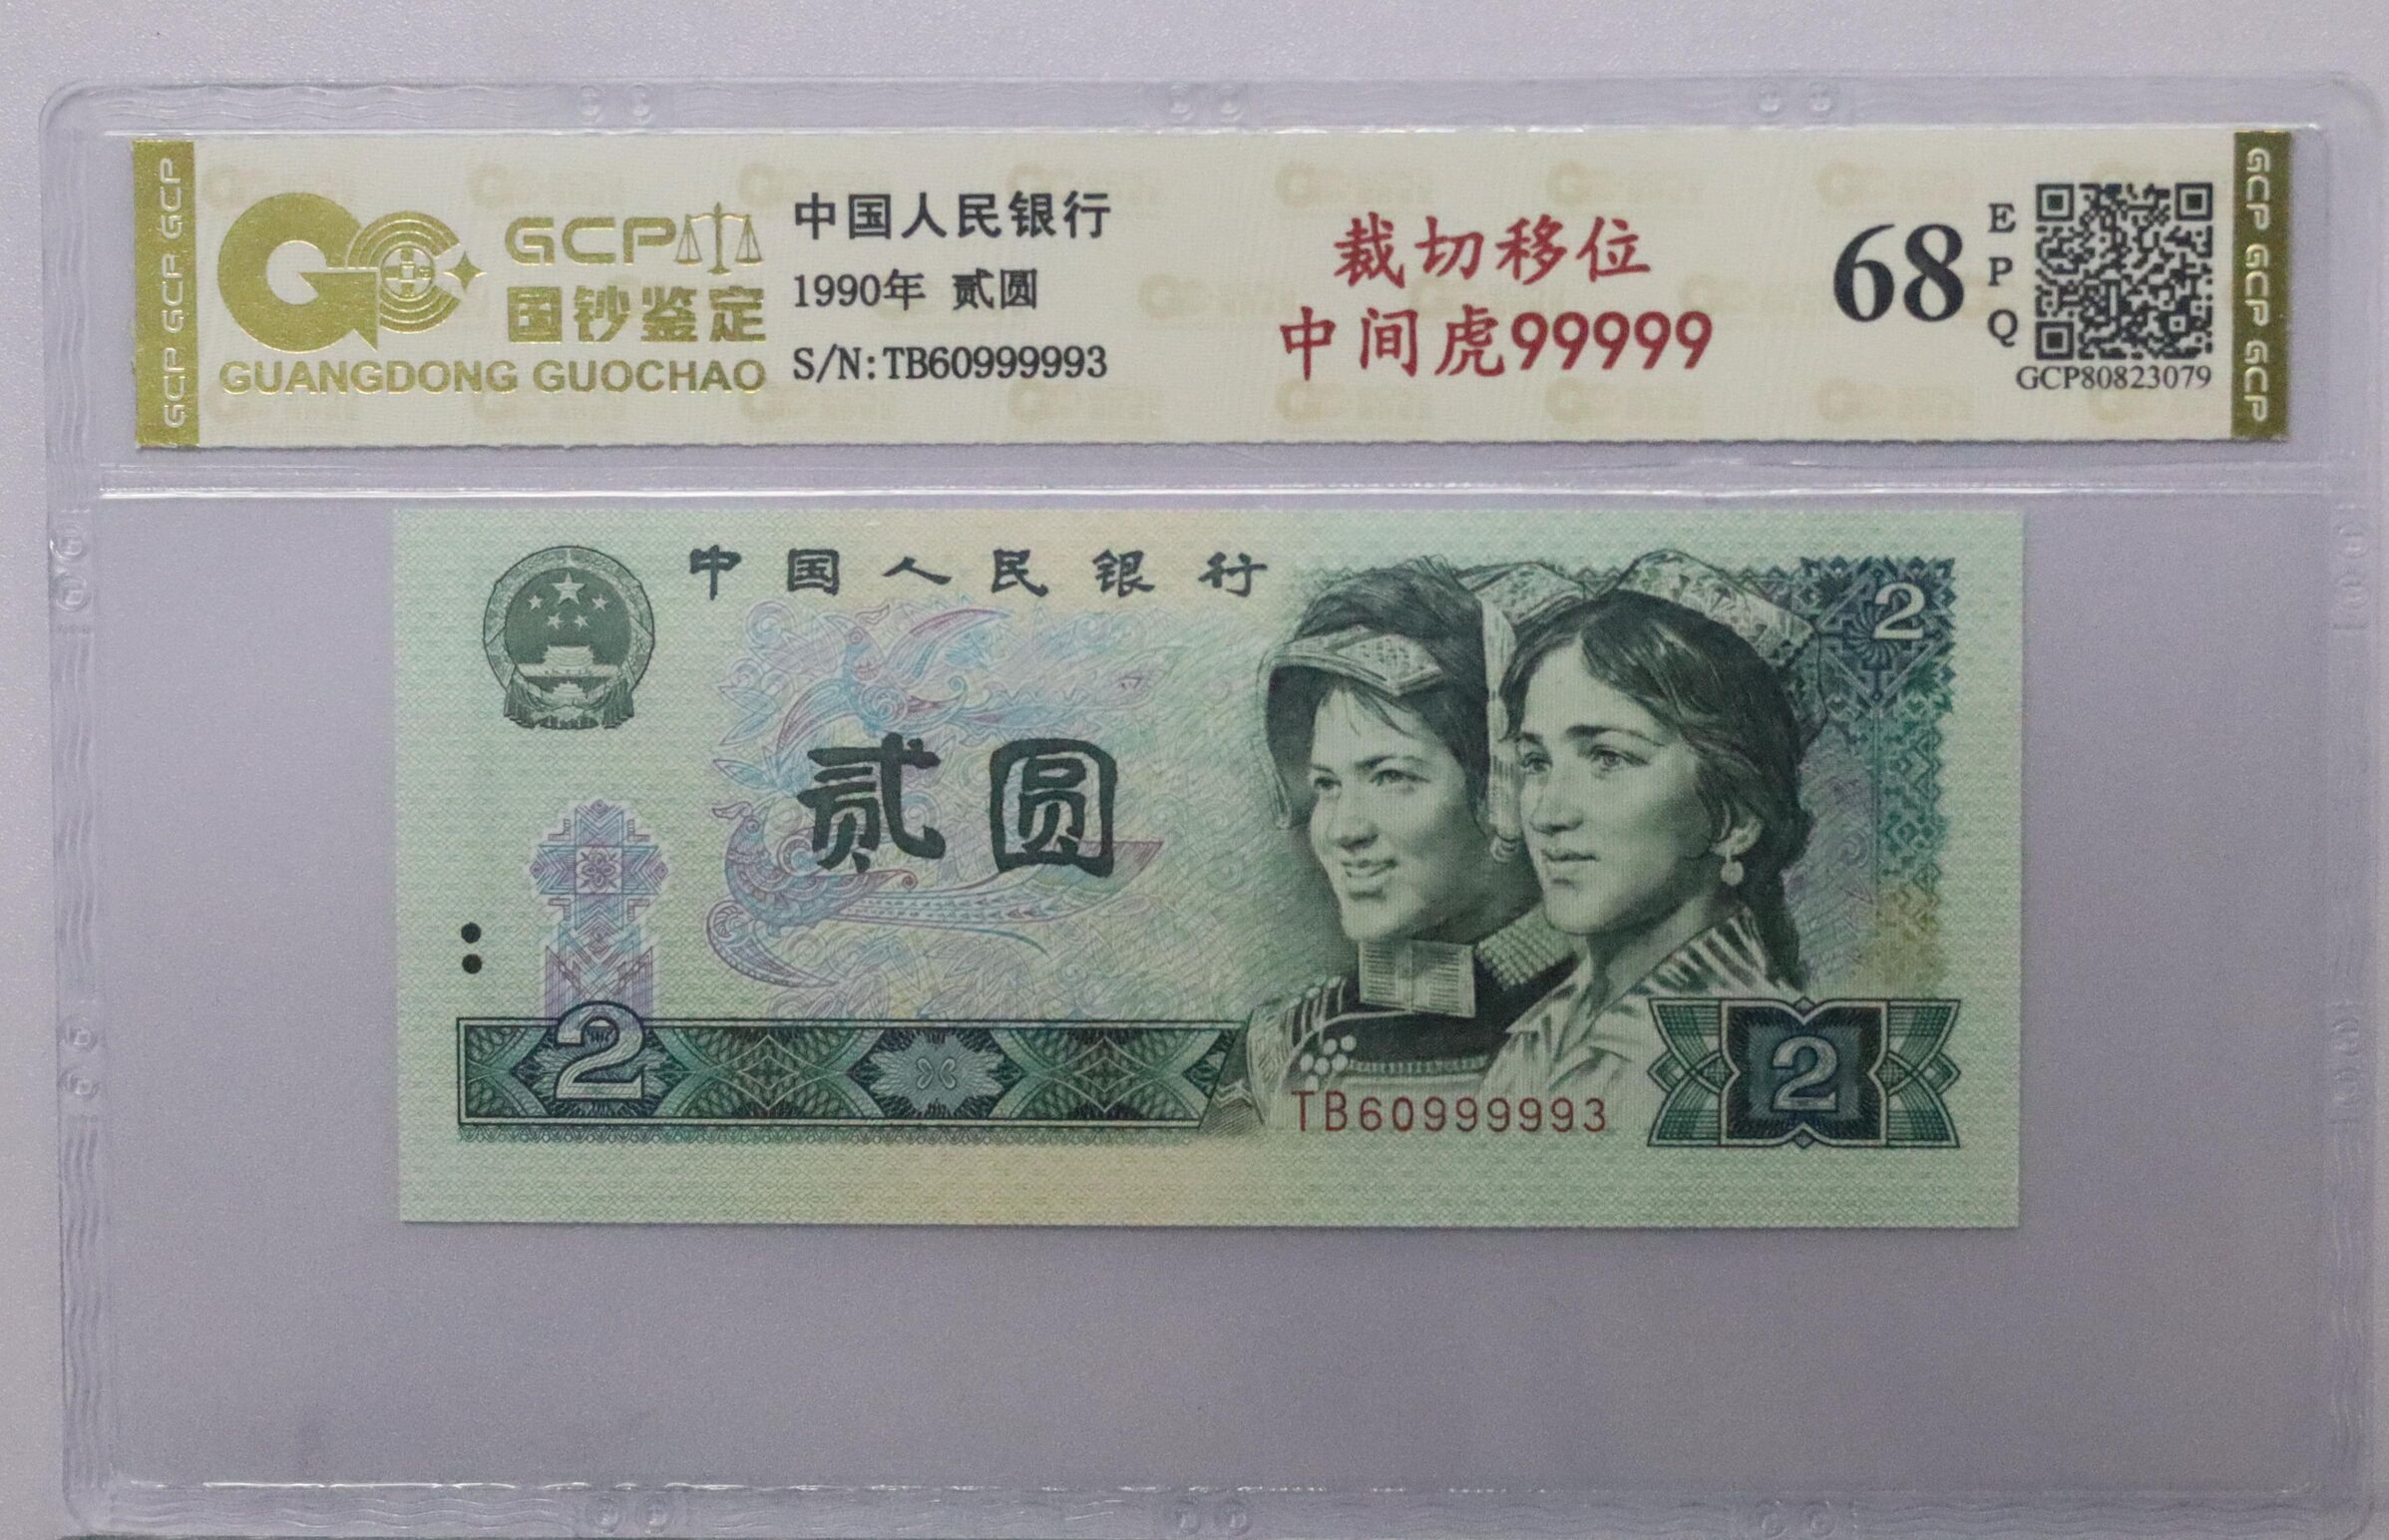 GCP GCP GCP
GCP
国钞鉴定
GUANGDONG GUOCHAO
中国人民银行
1990年 贰圆
S/N:TB60999993
裁切移位
中间虎99999
68
EPQ
GCP80823079
GCP GCP GCP
中国人民银行
2
贰圆
2
TB60999993
2